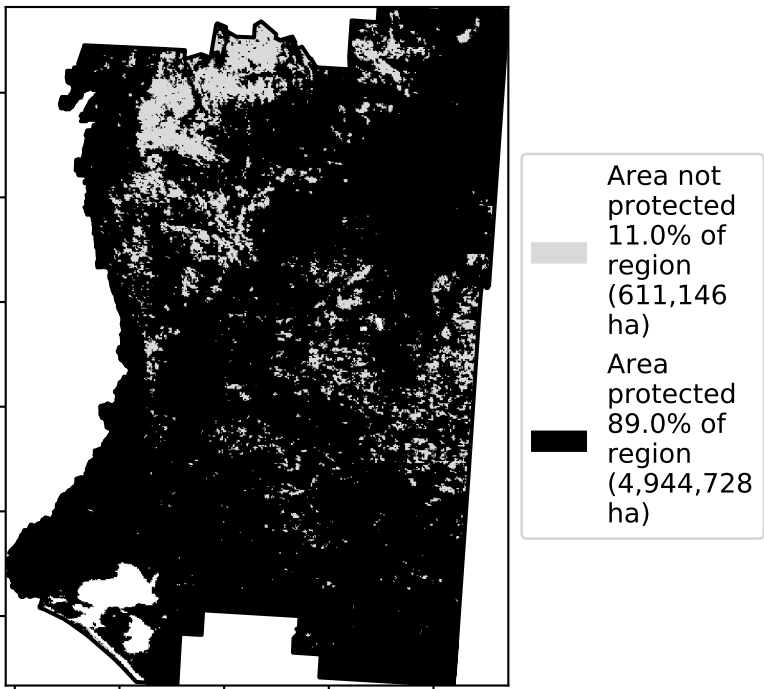 Area not
protected
11.0% of
region
(611,146
ha)
Area
protected
89.0% of
region
(4,944,728
ha)